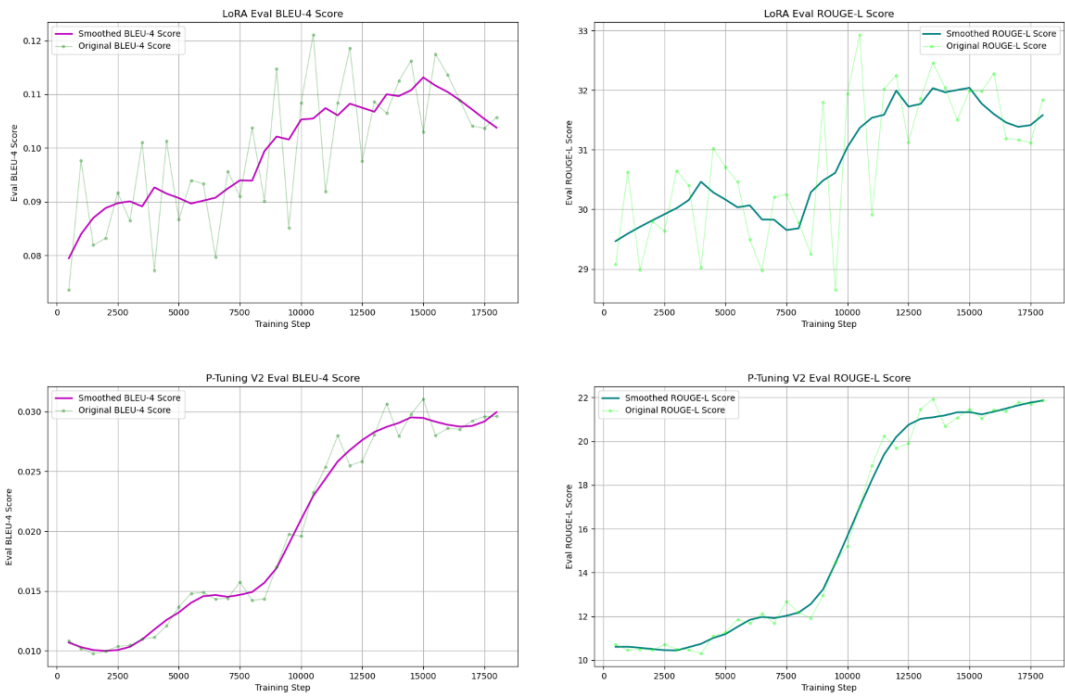 LoRA Eval BLEU-4 Score
Smoothed BLEU-4 Score
Original BLEU-4 Score
Eval BLEU-4 Score
0.12
0.11
0.10
0.09
0.08
0 2500 5000 7500 10000 12500 15000 17500
Training Step
LoRA Eval ROUGE-L Score
Smoothed ROUGE-L Score
Original ROUGE-L Score
Eval ROUGE-L Score
33
32
31
30
29
0 2500 5000 7500 10000 12500 15000 17500
Training Step
P-Tuning V2 Eval BLEU-4 Score
Smoothed BLEU-4 Score
Original BLEU-4 Score
Eval BLEU-4 Score
0.030
0.025
0.020
0.015
0.010
0 2500 5000 7500 10000 12500 15000 17500
Training Step
P-Tuning V2 Eval ROUGE-L Score
Smoothed ROUGE-L Score
Original ROUGE-L Score
Eval ROUGE-L Score
22
20
18
16
14
12
10
0 2500 5000 7500 10000 12500 15000 17500
Training Step